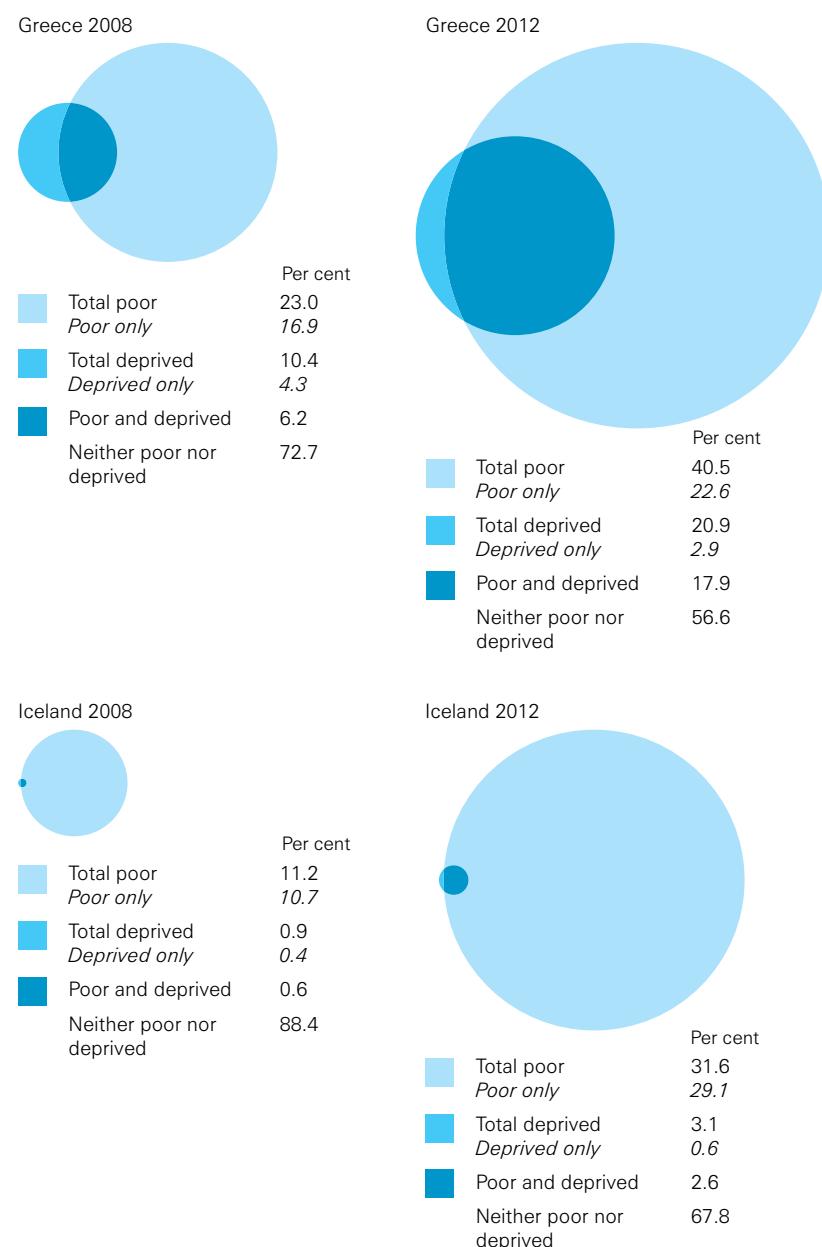 Greece 2008
Per cent
Total poor 23.0
Poor only 16.9
Total deprived 10.4
Deprived only 4.3
Poor and deprived 6.2
Neither poor nor 72.7
deprived
Greece 2012
Per cent
Total poor 40.5
Poor only 22.6
Total deprived 20.9
Deprived only 2.9
Poor and deprived 17.9
Neither poor nor 56.6
deprived
Iceland 2008
Per cent
Total poor 11.2
Poor only 10.7
Total deprived 0.9
Deprived only 0.4
Poor and deprived 0.6
Neither poor nor 88.4
deprived
Iceland 2012
Per cent
Total poor 31.6
Poor only 29.1
Total deprived 3.1
Deprived only 0.6
Poor and deprived 2.6
Neither poor nor 67.8
deprived